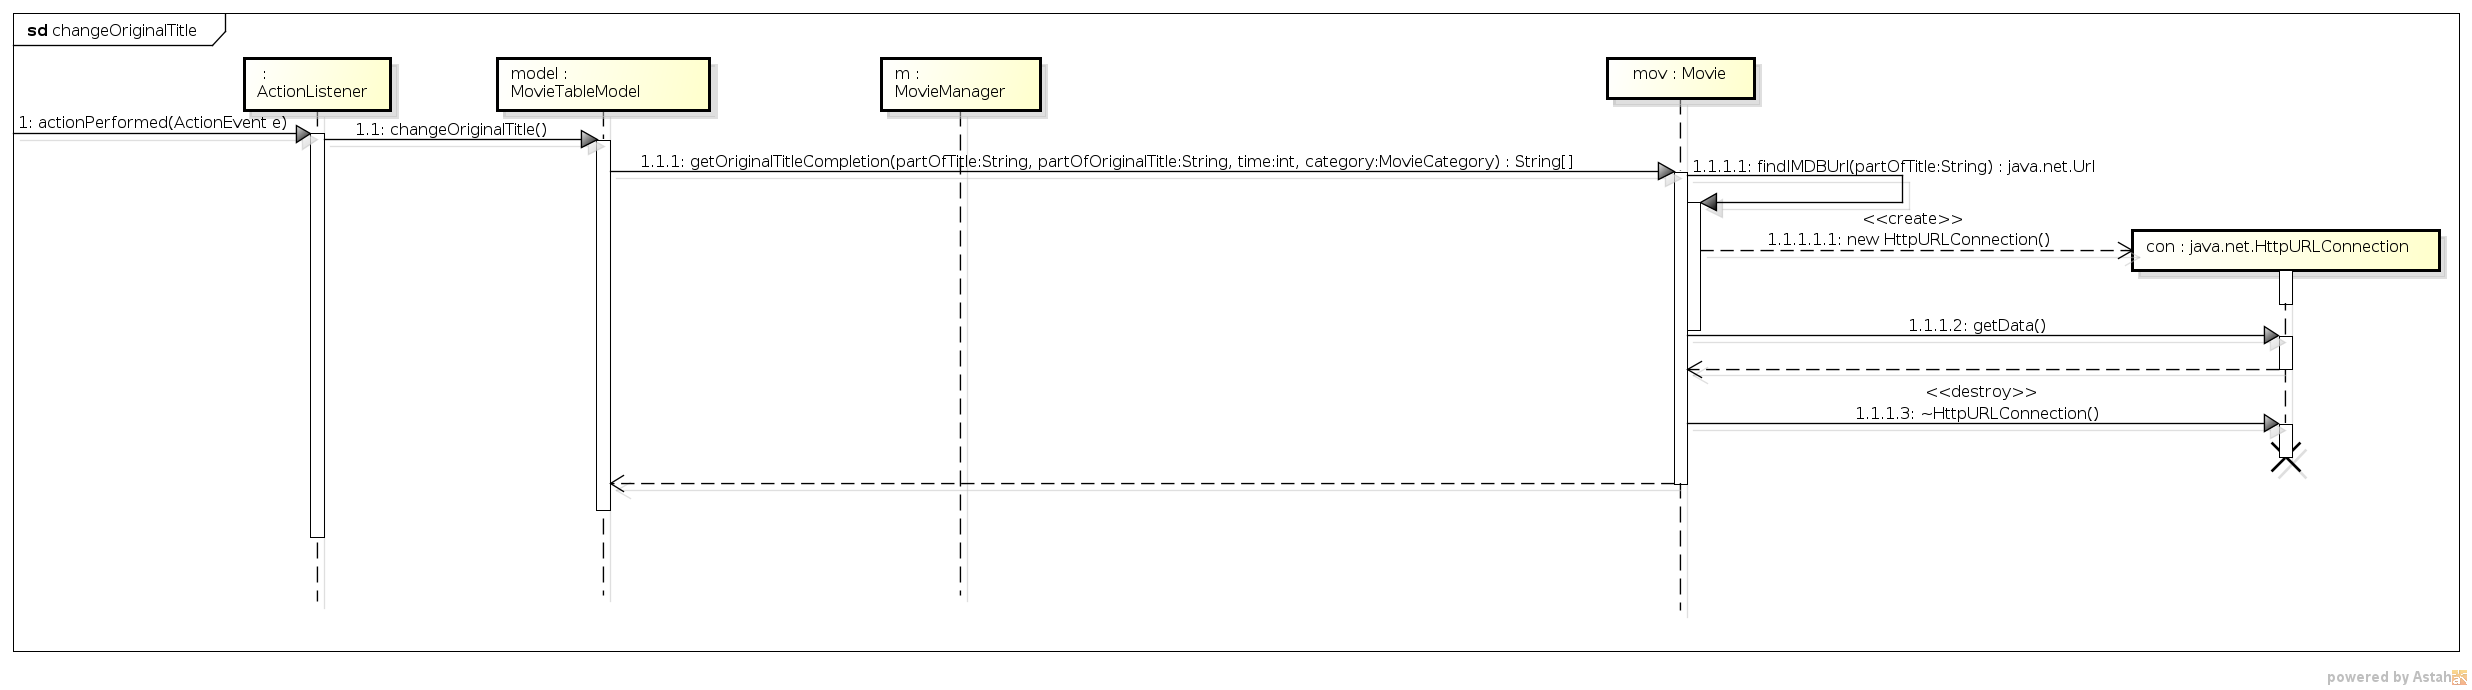 sd changeOriginalTitle
:
ActionListener
model :
MovieTableModel
m :
MovieManager
mov : Movie
1: actionPerformed(ActionEvent e)
1.1: changeOriginalTitle()
1.1.1: getOriginalTitleCompletion(partOfTitle:String, partOfOriginalTitle:String, time:int, category:MovieCategory) : String[]
1.1.1.1: findIMDBUrl(partOfTitle:String) : java.net.Url
<<create>>
1.1.1.1.1: new HttpURLConnection()
con : java.net.HttpURLConnection
1.1.1.2: getData()
<<destroy>>
1.1.1.3: ~HttpURLConnection()
powered by Astah